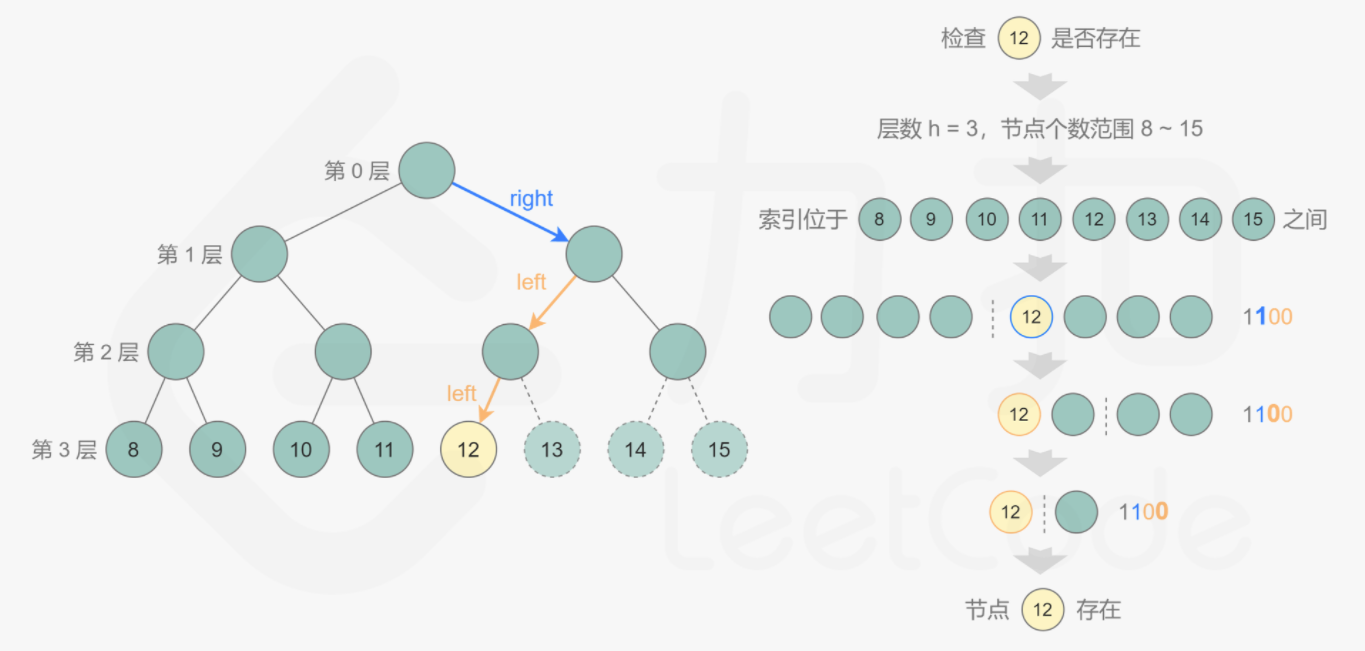 检查 12 是否存在
层数 h = 3，节点个数范围 8 ~ 15
索引位于 8 9 10 11 12 13 14 15 之间
12 1100
12 1100
12 1100
节点 12 存在
第 0 层
right
第 1 层
left
第 2 层
left
第 3 层 8 9 10 11 12 13 14 15
力扣
LeetCode